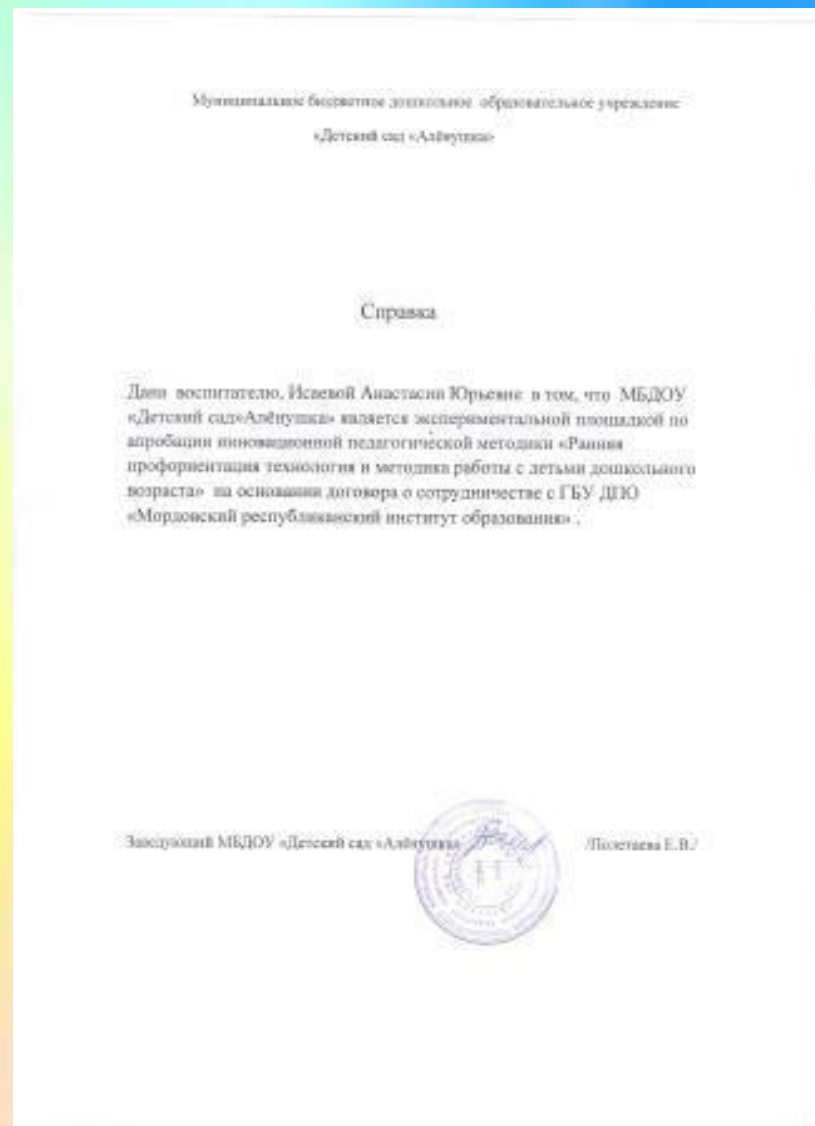 Муниципальное бюджетное дошкольное образовательное учреждение
«Детский сад «Алёнушка»
Справка
Дана воспитателю, Исаевой Анастасии Юрьевне в том, что МБДОУ
«Детский сад»Алёнушка» является экспериментальной площадкой по
апробации инновационной педагогической методики «Ранняя
профориентация технология и методика работы с детьми дошкольного
возраста» на основании договора о сотрудничестве с ГБУ ДПО
«Мордовский республиканский институт образования» .
Заведующий МБДОУ «Детский сад «Алёнушка» /Полетаева Е.В./